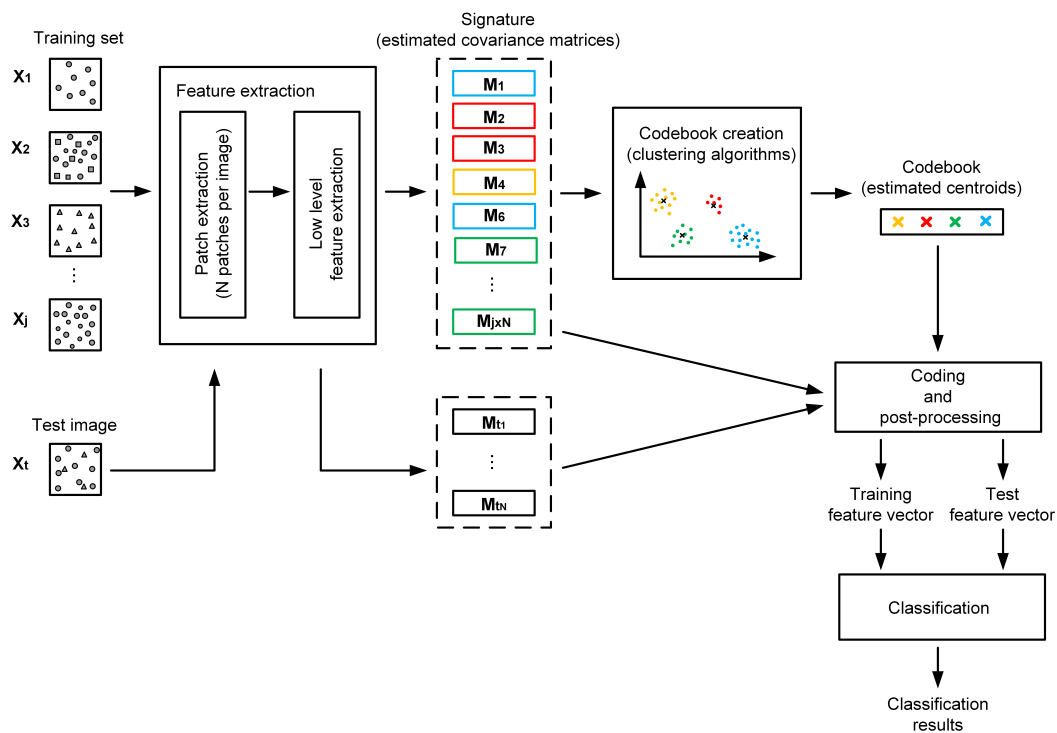 Training set
X1
X2
X3
⋮
Xj
Test image
Xt
Feature extraction
Patch extraction
(N patches per image)
Low level
feature extraction
Signature
(estimated covariance matrices)
M1
M2
M3
M4
M6
M7
⋮
MjxN
Mt1
⋮
MtN
Codebook creation
(clustering algorithms)
Codebook
(estimated centroids)
Coding
and
post-processing
Training
feature vector
Test
feature vector
Classification
Classification
results